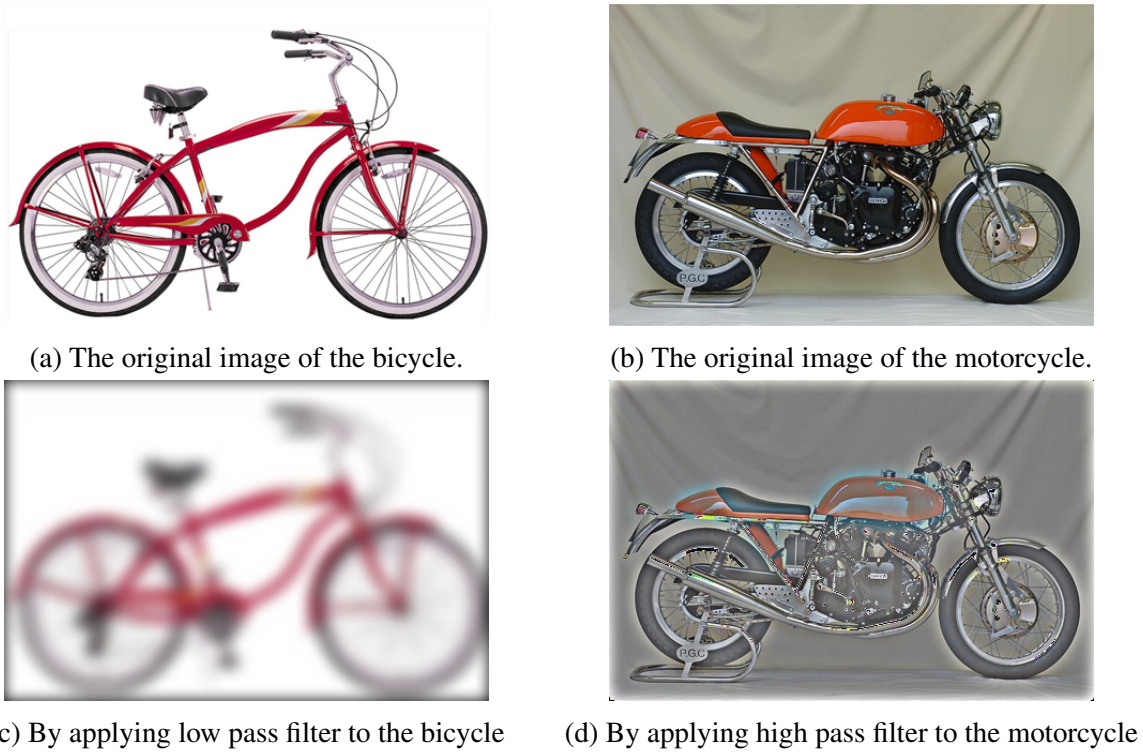 P.G.C
(a) The original image of the bicycle.
(b) The original image of the motorcycle.
P.G.C
c) By applying low pass filter to the bicycle
(d) By applying high pass filter to the motorcycle